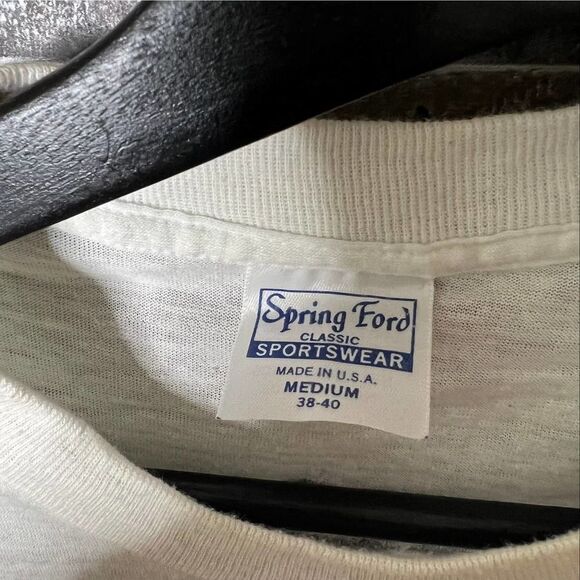 Spring Ford
CLASSIC
SPORTSWEAR
MADE IN U.S.A.
MEDIUM
38-40